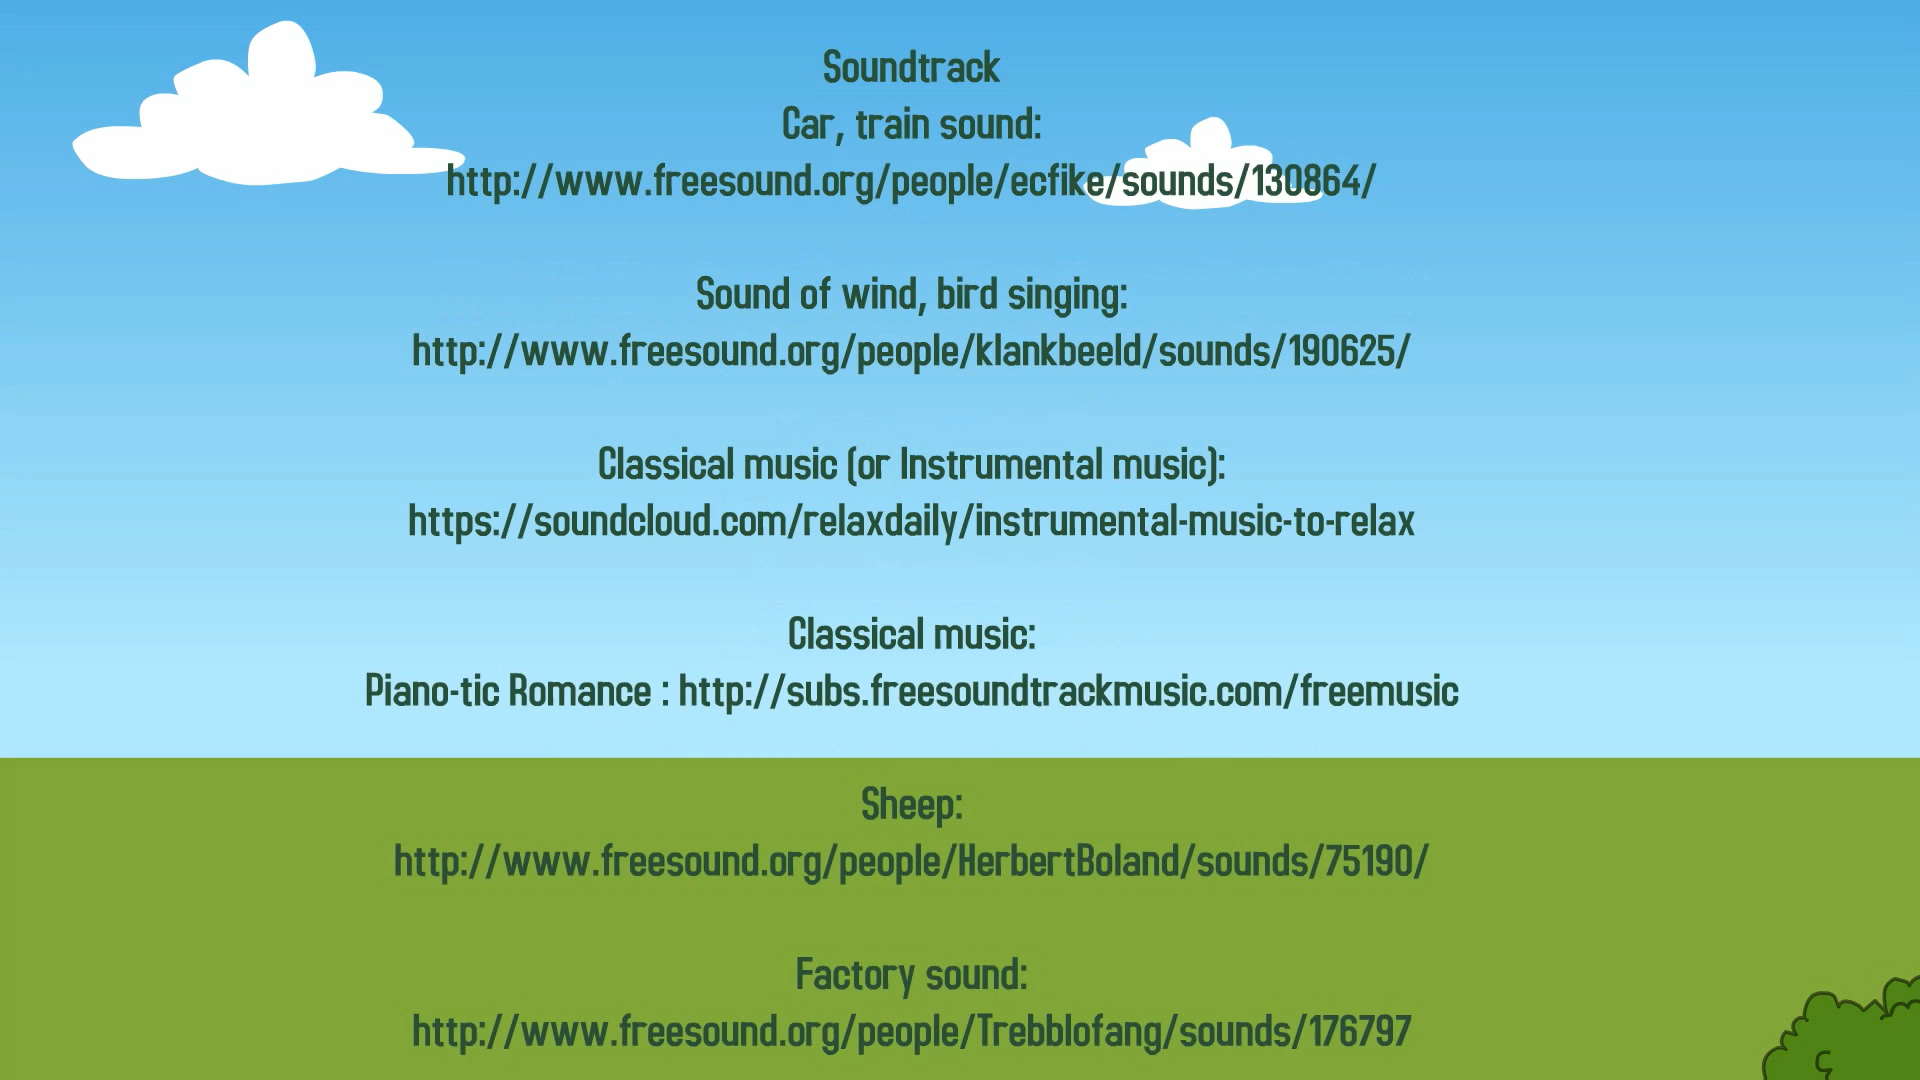 Soundtrack
Car, train sound:
http://www.freesound.org/people/ecfike/sounds/130864/
Sound of wind, bird singing:
http://www.freesound.org/people/klankbeeld/sounds/190625/
Classical music (or Instrumental music):
https://soundcloud.com/relaxdaily/instrumental-music-to-relax
Classical music:
Piano-tic Romance : http://subs.freesoundtrackmusic.com/freemusic
Sheep:
http://www.freesound.org/people/HerbertBoland/sounds/75190/
Factory sound:
http://www.freesound.org/people/Trebblofang/sounds/176797